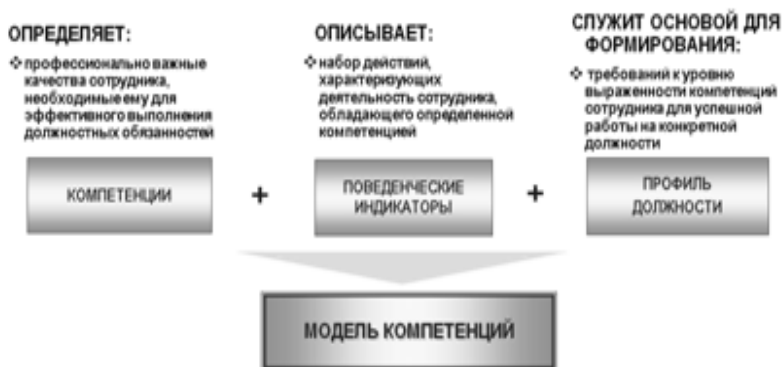 ОПРЕДЕЛЯЕТ:
❖ профессионально важные
качества сотрудника,
необходимые ему для
эффективного выполнения
должностных обязанностей
КОМПЕТЕНЦИИ
+
ОПИСЫВАЕТ:
❖ набор действий,
характеризующих
деятельность сотрудника,
обладающего определенной
компетенцией
ПОВЕДЕНЧЕСКИЕ
ИНДИКАТОРЫ
+
СЛУЖИТ ОСНОВОЙ ДЛЯ
ФОРМИРОВАНИЯ:
❖ требований к уровню
выраженности компетенций
сотрудника для успешной
работы на конкретной
должности
ПРОФИЛЬ
ДОЛЖНОСТИ
МОДЕЛЬ КОМПЕТЕНЦИЙ